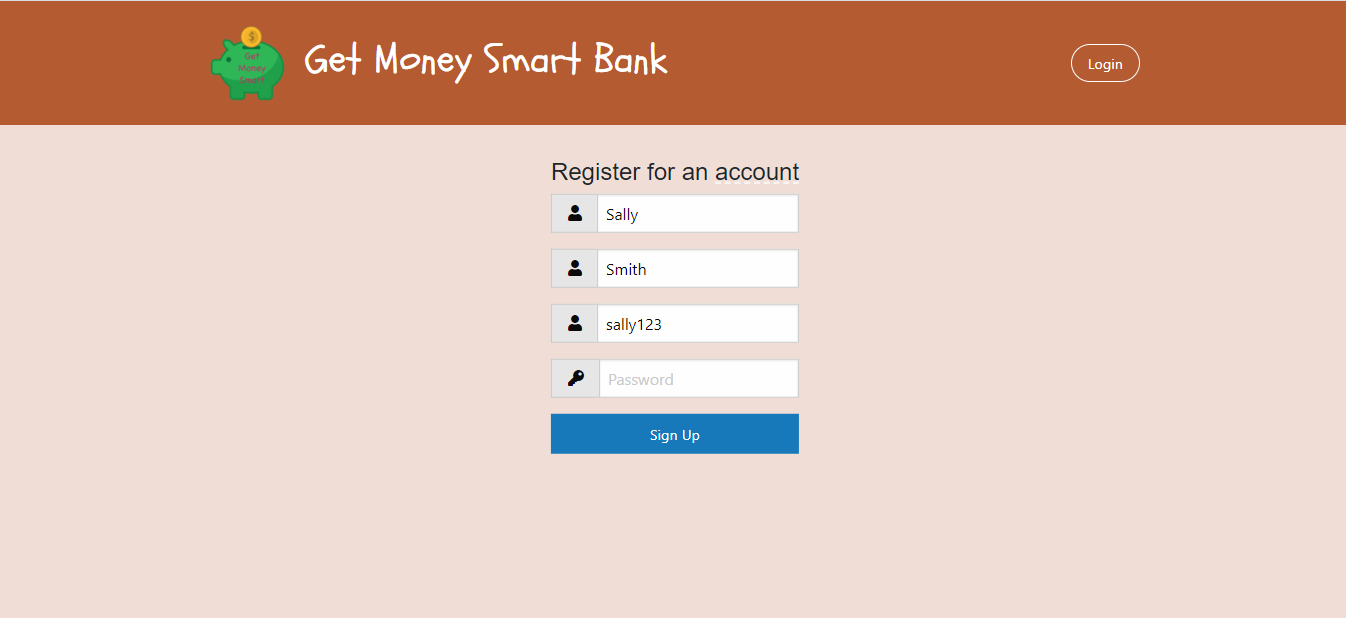 Get
Money
Smart
Get Money Smart Bank
Login
Register for an account
Sally
Smith
sally123
Password
Sign Up